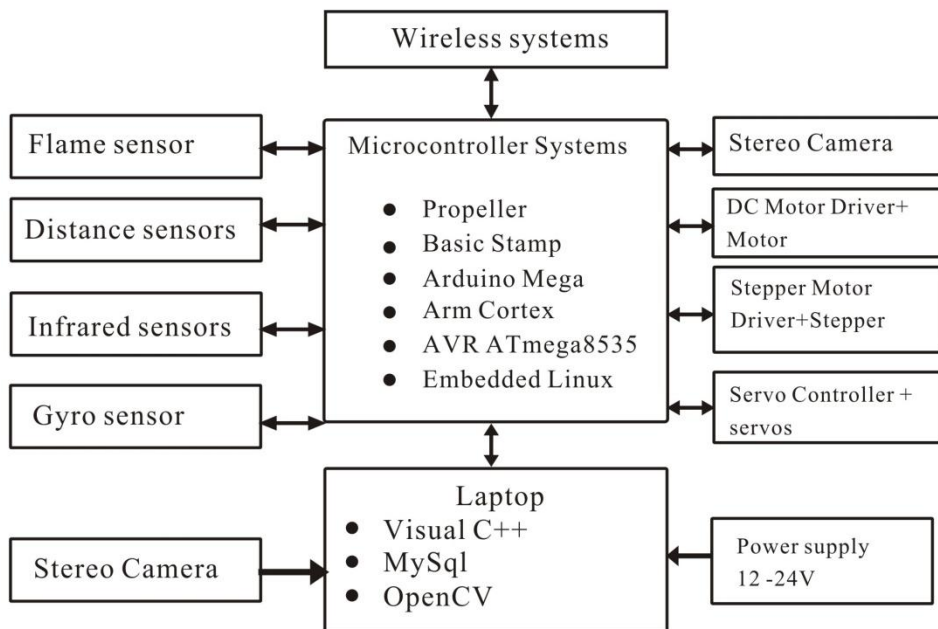 Wireless systems
Flame sensor
Distance sensors
Infrared sensors
Gyro sensor
Microcontroller Systems
● Propeller
● Basic Stamp
● Arduino Mega
● Arm Cortex
● AVR ATmega8535
● Embedded Linux
Stereo Camera
DC Motor Driver+
Motor
Stepper Motor
Driver+Stepper
Servo Controller +
servos
Stereo Camera
Laptop
● Visual C++
● MySql
● OpenCV
Power supply
12 -24V